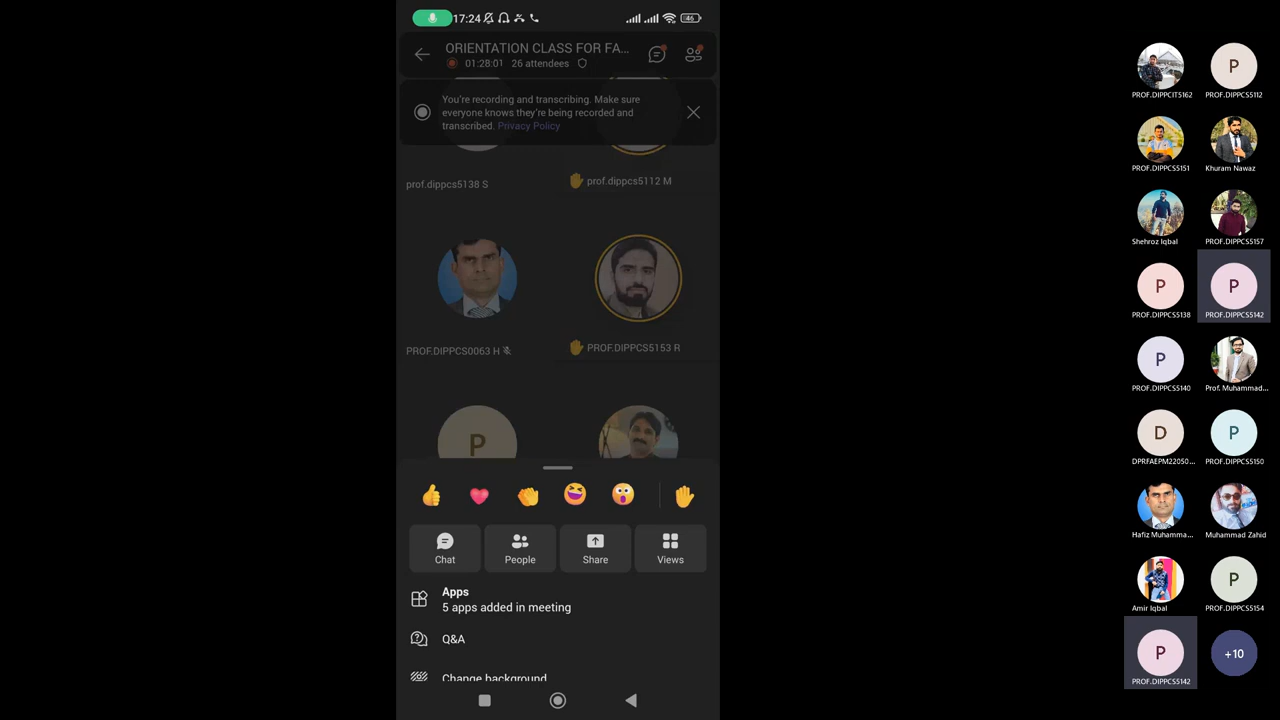 17:24
46
ORIENTATION CLASS FOR FA...
01:28:01 26 attendees
You're recording and transcribing. Make sure
everyone knows they're being recorded and
transcribed. Privacy Policy
prof.dippcs5138 S
prof.dippcs5112 M
PROF.DIPPCS0063 H
PROF.DIPPCS5153 R
P
Chat
People
Share
Views
Apps
5 apps added in meeting
Q&A
Change background
P
PROF.DIPPCIT5162
PROF.DIPPCS5112
PROF.DIPPCS5151
Khuram Nawaz
Shehroz Iqbal
PROF.DIPPCS5157
P
P
PROF.DIPPCS5138
PROF.DIPPCS5142
P
PROF.DIPPCS5140
Prof. Muhammad...
D
P
DPRFAEPM22050...
PROF.DIPPCS5150
Hafiz Muhamma...
Muhammad Zahid
P
Amir Iqbal
PROF.DIPPCS5154
P
+10
PROF.DIPPCS5142